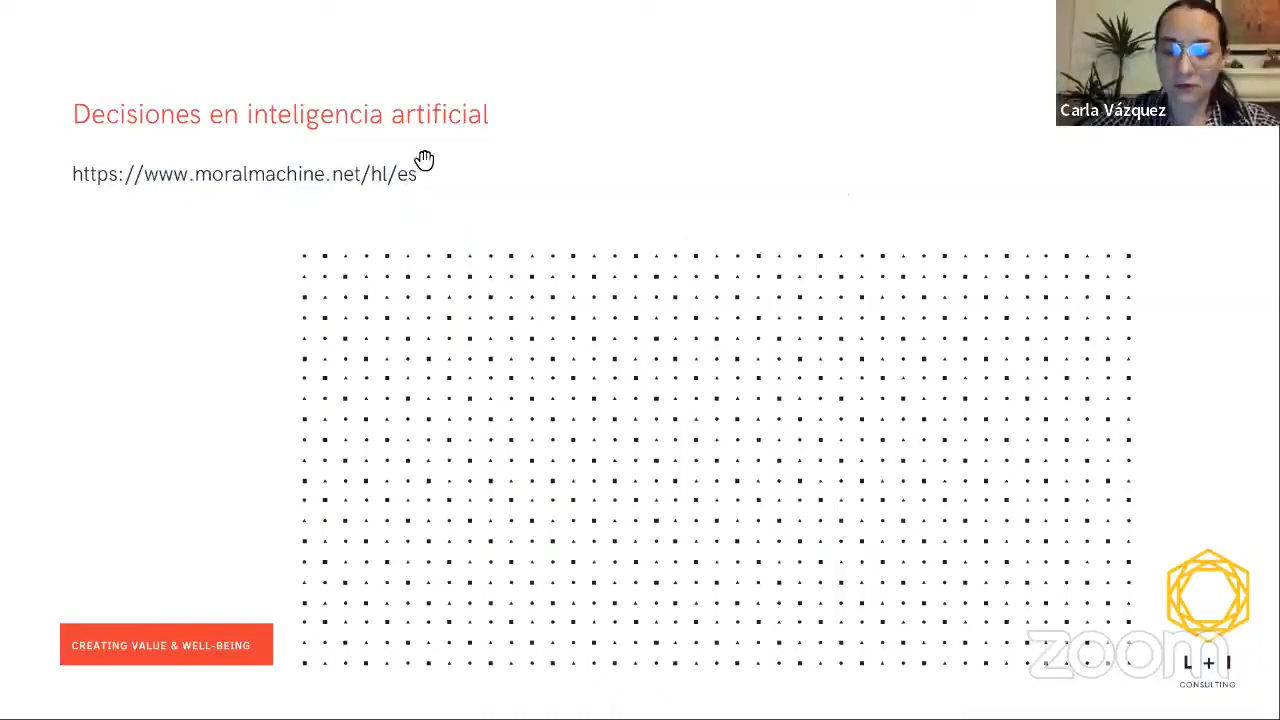 Decisiones en inteligencia artificial
Carla Vázquez
https://www.moralmachine.net/hl/es
CREATING VALUE & WELL-BEING
zoom
L + I
CONSULTING